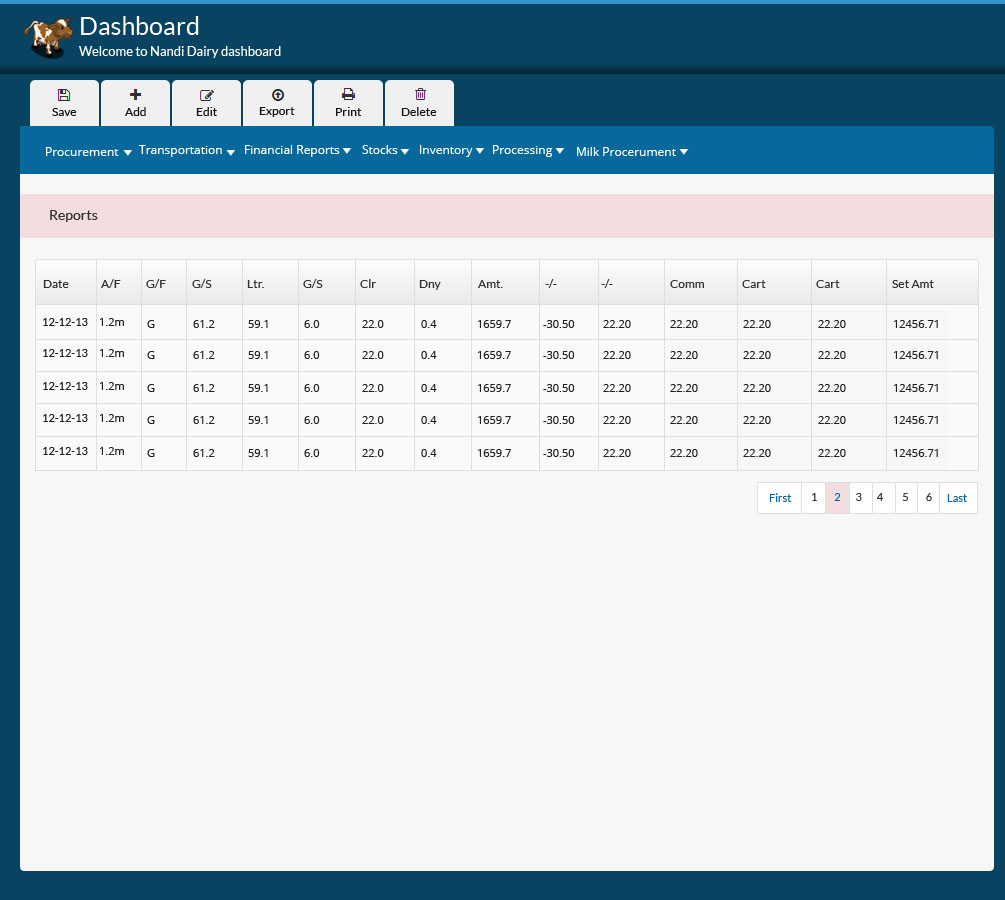 Dashboard
Welcome to Nandi Dairy dashboard
Save Add Edit Export Print Delete
Procurement Transportation Financial Reports Stocks Inventory Processing Milk Procerument
Reports
Date A/F G/F G/S Ltr. G/S Clr Dny Amt. -/- -/- Comm Cart Cart Set Amt
12-12-13 1.2m G 61.2 59.1 6.0 22.0 0.4 1659.7 -30.50 22.20 22.20 22.20 22.20 12456.71
12-12-13 1.2m G 61.2 59.1 6.0 22.0 0.4 1659.7 -30.50 22.20 22.20 22.20 22.20 12456.71
12-12-13 1.2m G 61.2 59.1 6.0 22.0 0.4 1659.7 -30.50 22.20 22.20 22.20 22.20 12456.71
12-12-13 1.2m G 61.2 59.1 6.0 22.0 0.4 1659.7 -30.50 22.20 22.20 22.20 22.20 12456.71
12-12-13 1.2m G 61.2 59.1 6.0 22.0 0.4 1659.7 -30.50 22.20 22.20 22.20 22.20 12456.71
First 1 2 3 4 5 6 Last